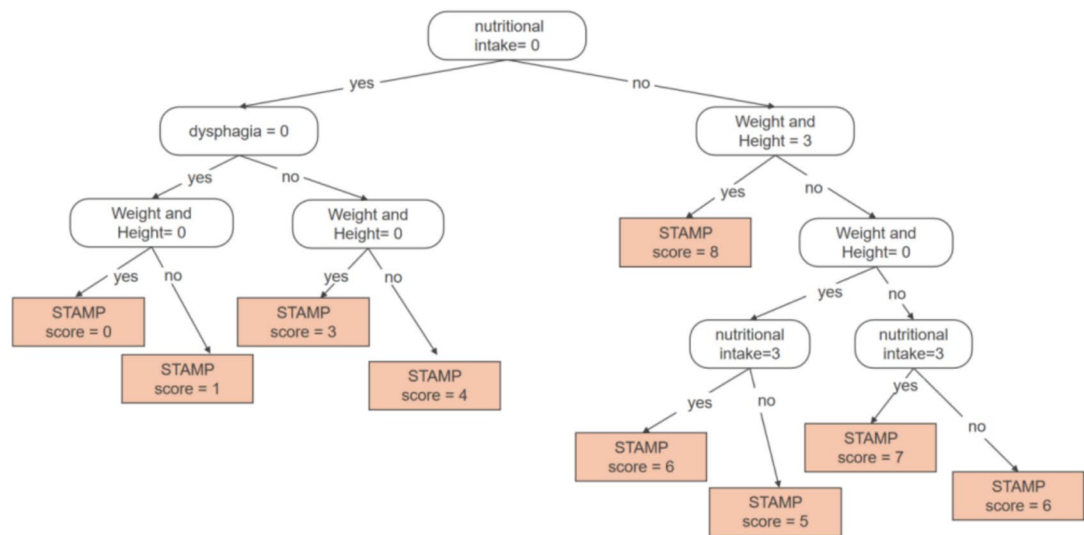 nutritional
intake= 0
yes
no
dysphagia = 0
Weight and
Height = 3
yes
no
yes
no
Weight and
Height= 0
Weight and
Height= 0
STAMP
score = 8
Weight and
Height= 0
yes
no
yes
no
yes
no
STAMP
score = 0
STAMP
score = 3
nutritional
intake=3
nutritional
intake=3
STAMP
score = 1
STAMP
score = 4
yes
no
yes
no
STAMP
score = 6
STAMP
score = 7
STAMP
score = 5
STAMP
score = 6